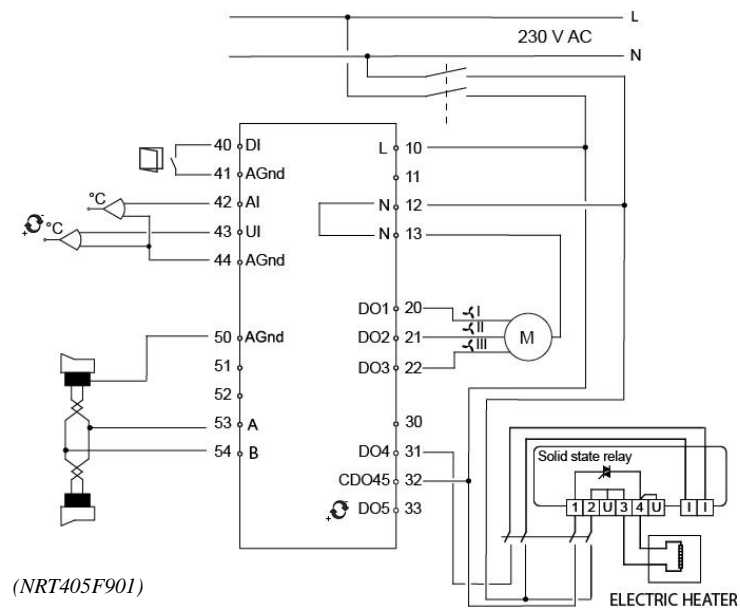 L
230 V AC
N
40 DI
41 AGnd
42 AI
43 UI
44 AGnd
50 AGnd
51
52
53 A
54 B
°C
°C
L 10
11
N 12
N 13
DO1 20
DO2 21
DO3 22
30
DO4 31
CDO45 32
DO5 33
I
II
III
M
Solid state relay
1 2 U 3 4 U I I
ELECTRIC HEATER
(NRT405F901)